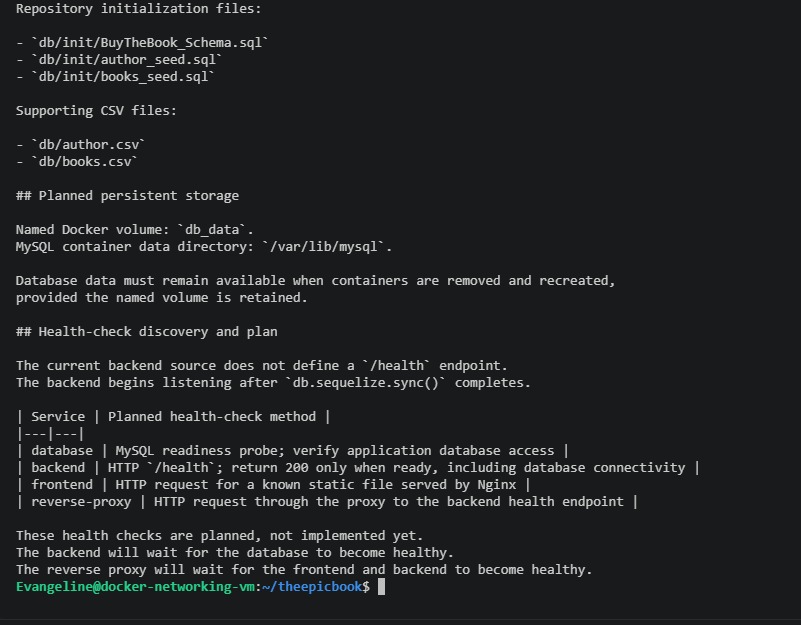 Repository initialization files:
- `db/init/BuyTheBook_Schema.sql`
- `db/init/author_seed.sql`
- `db/init/books_seed.sql`
Supporting CSV files:
- `db/author.csv`
- `db/books.csv`
## Planned persistent storage
Named Docker volume: `db_data`.
MySQL container data directory: `/var/lib/mysql`.
Database data must remain available when containers are removed and recreated,
provided the named volume is retained.
## Health-check discovery and plan
The current backend source does not define a `/health` endpoint.
The backend begins listening after `db.sequelize.sync()` completes.
| Service | Planned health-check method |
|---|---|
| database | MySQL readiness probe; verify application database access |
| backend | HTTP `/health`; return 200 only when ready, including database connectivity |
| frontend | HTTP request for a known static file served by Nginx |
| reverse-proxy | HTTP request through the proxy to the backend health endpoint |
These health checks are planned, not implemented yet.
The backend will wait for the database to become healthy.
The reverse proxy will wait for the frontend and backend to become healthy.
Evangeline@docker-networking-vm:~/theepicbook$